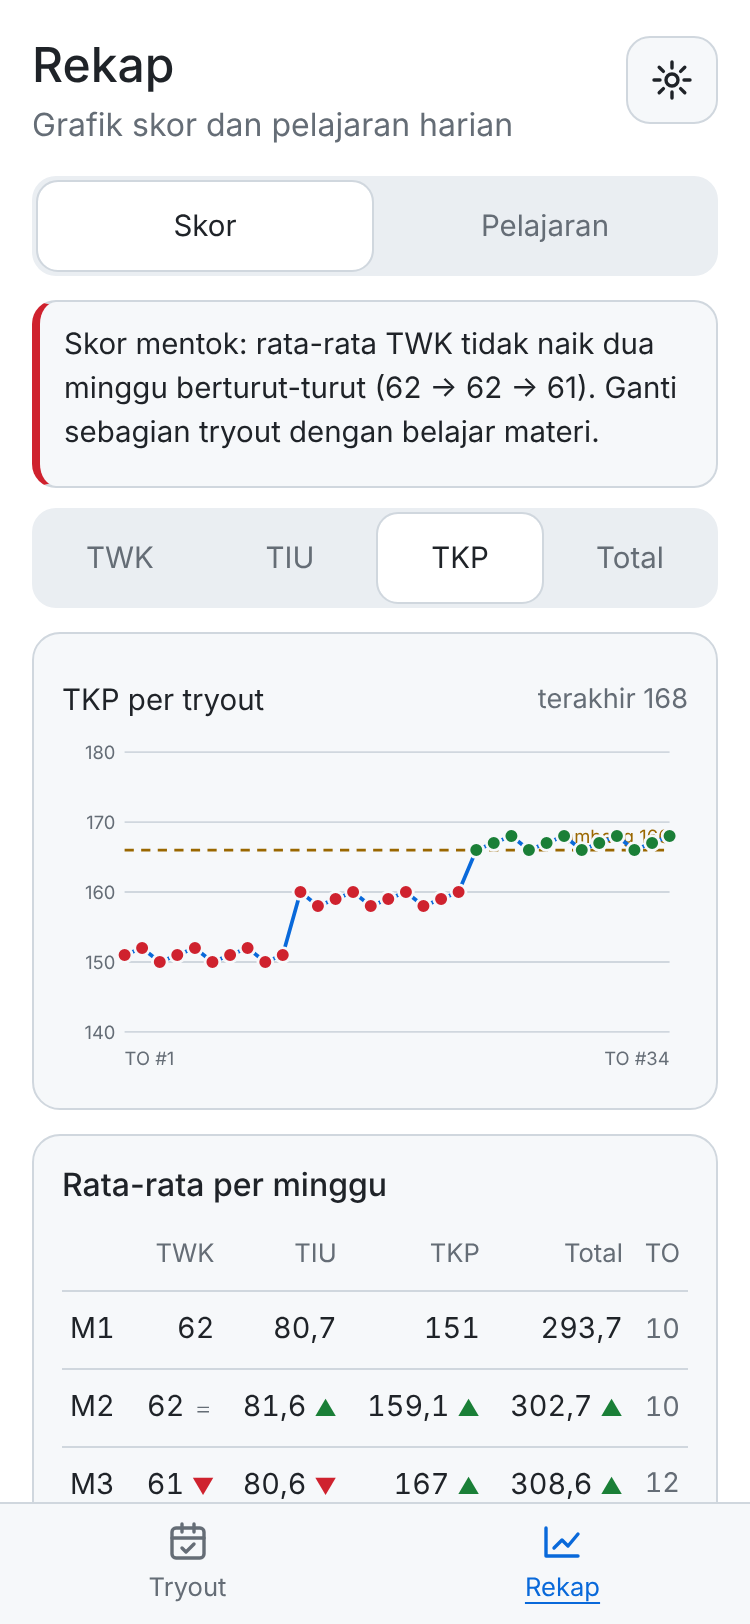 Rekap
Grafik skor dan pelajaran harian
Skor
Pelajaran
Skor mentok: rata-rata TWK tidak naik dua
minggu berturut-turut (62 → 62 → 61). Ganti
sebagian tryout dengan belajar materi.
TWK TIU TKP Total
TKP per tryout
terakhir 168
180
170
160
150
140
TO #1
TO #34
Rata-rata per minggu
TWK TIU TKP Total TO
M1 62 80,7 151 293,7 10
M2 62 = 81,6 ▲ 159,1 ▲ 302,7 ▲ 10
M3 61 ▼ 80,6 ▼ 167 ▲ 308,6 ▲ 12
Tryout
Rekap